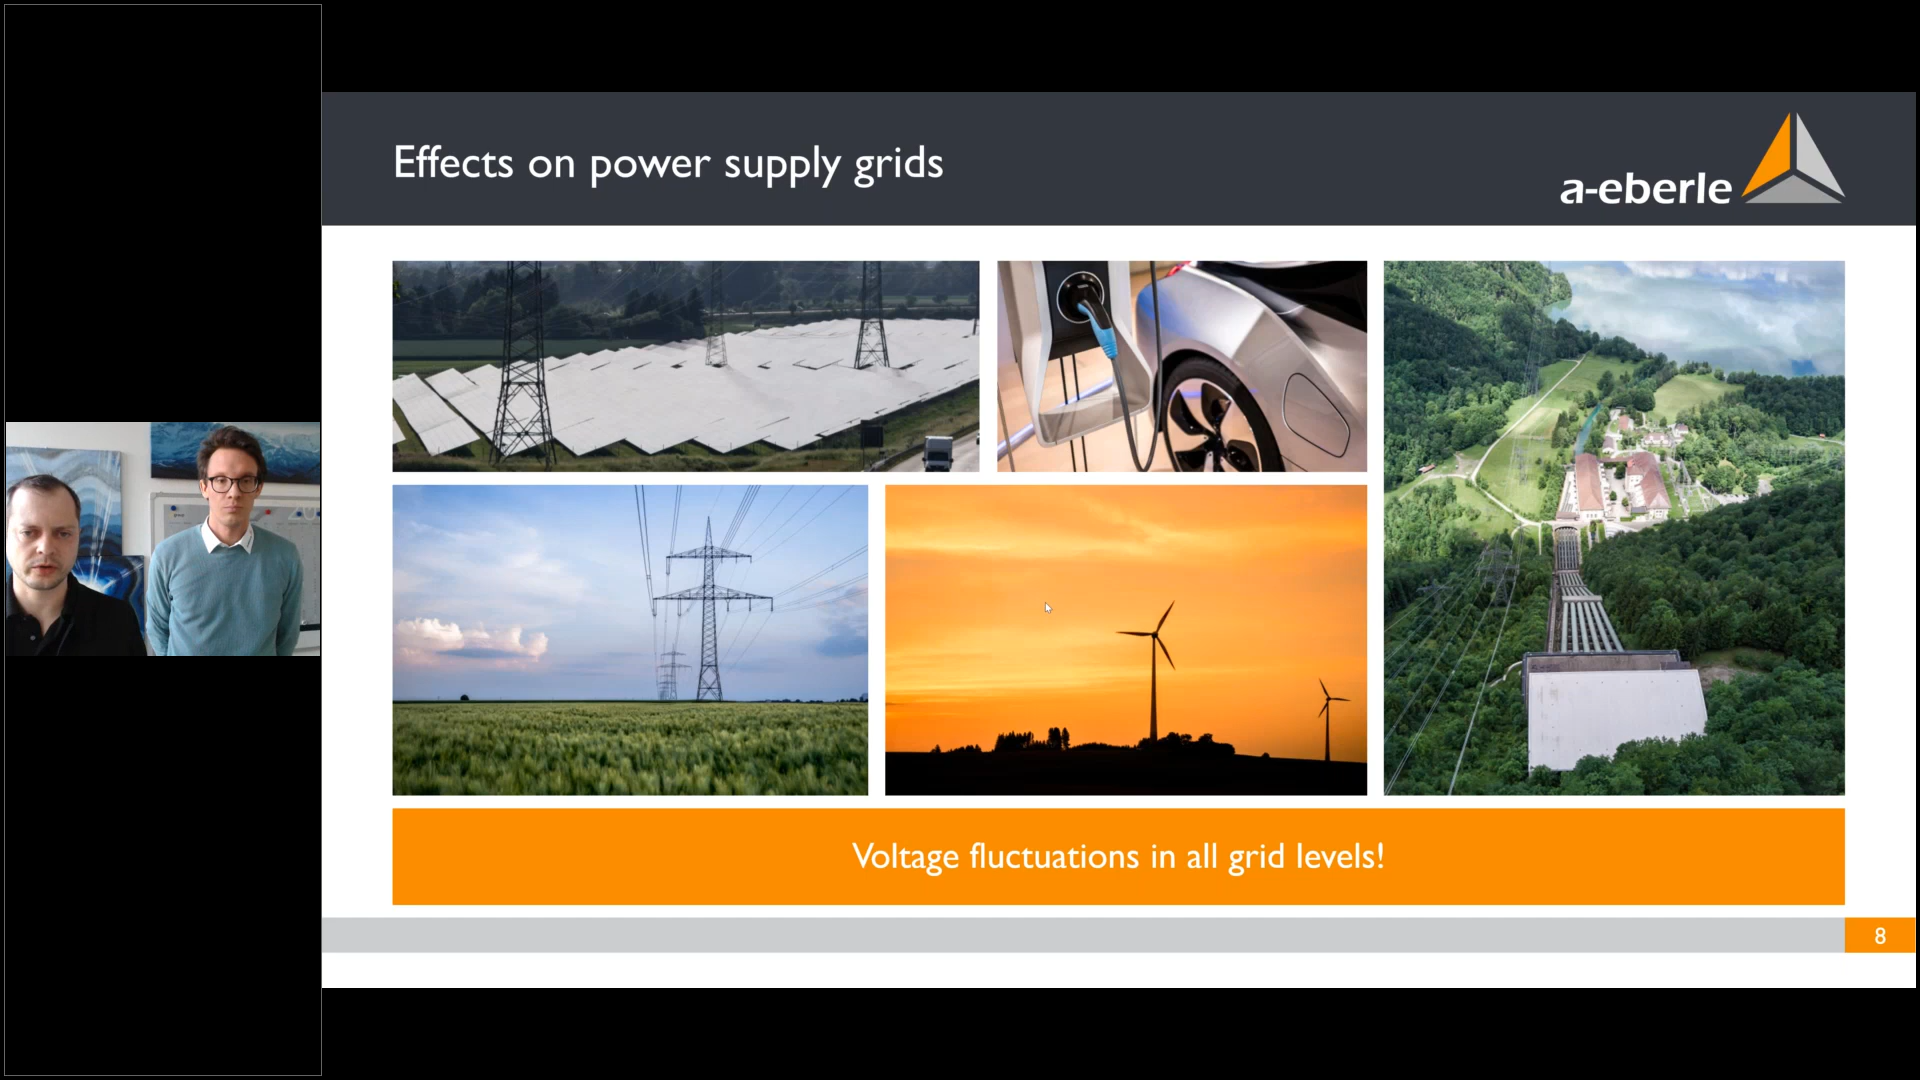 Effects on power supply grids
a-eberle
Voltage fluctuations in all grid levels!
8